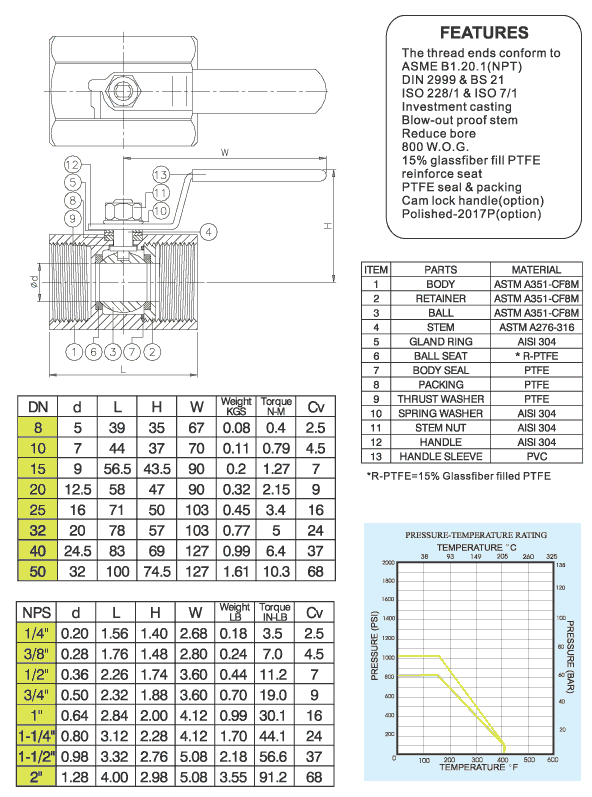 FEATURES
The thread ends conform to
ASME B1.20.1(NPT)
DIN 2999 & BS 21
ISO 228/1 & ISO 7/1
Investment casting
Blow-out proof stem
Reduce bore
800 W.O.G.
15% glassfiber fill PTFE
reinforce seat
PTFE seal & packing
Cam lock handle(option)
Polished-2017P(option)
W
12
5
8
9
13
11
10
4
H
Ød
1
6
3
7
2
L
ITEM PARTS MATERIAL
1 BODY ASTM A351-CF8M
2 RETAINER ASTM A351-CF8M
3 BALL ASTM A351-CF8M
4 STEM ASTM A276-316
5 GLAND RING AISI 304
6 BALL SEAT * R-PTFE
7 BODY SEAL PTFE
8 PACKING PTFE
9 THRUST WASHER PTFE
10 SPRING WASHER AISI 304
11 STEM NUT AISI 304
12 HANDLE AISI 304
13 HANDLE SLEEVE PVC
*R-PTFE=15% Glassfiber filled PTFE
DN d L H W Weight KGS Torque N-M Cv
8 5 39 35 67 0.08 0.4 2.5
10 7 44 37 70 0.11 0.79 4.5
15 9 56.5 43.5 90 0.2 1.27 7
20 12.5 58 47 90 0.32 2.15 9
25 16 71 50 103 0.45 3.4 16
32 20 78 57 103 0.77 5 24
40 24.5 83 69 127 0.99 6.4 37
50 32 100 74.5 127 1.61 10.3 68
NPS d L H W Weight LB Torque IN-LB Cv
1/4" 0.20 1.56 1.40 2.68 0.18 3.5 2.5
3/8" 0.28 1.76 1.48 2.80 0.24 7.0 4.5
1/2" 0.36 2.26 1.74 3.60 0.44 11.2 7
3/4" 0.50 2.32 1.88 3.60 0.70 19.0 9
1" 0.64 2.84 2.00 4.12 0.99 30.1 16
1-1/4" 0.80 3.12 2.28 4.12 1.70 44.1 24
1-1/2" 0.98 3.32 2.76 5.08 2.18 56.6 37
2" 1.28 4.00 2.98 5.08 3.55 91.2 68
PRESSURE-TEMPERATURE RATING
TEMPERATURE °C
38 93 149 205 260 325
2000
1800
1600
1400
1200
1000
800
600
400
200
PRESSURE (PSI)
138
120
100
80
60
40
20
PRESSURE (BAR)
0 100 200 300 400 500 600
TEMPERATURE °F